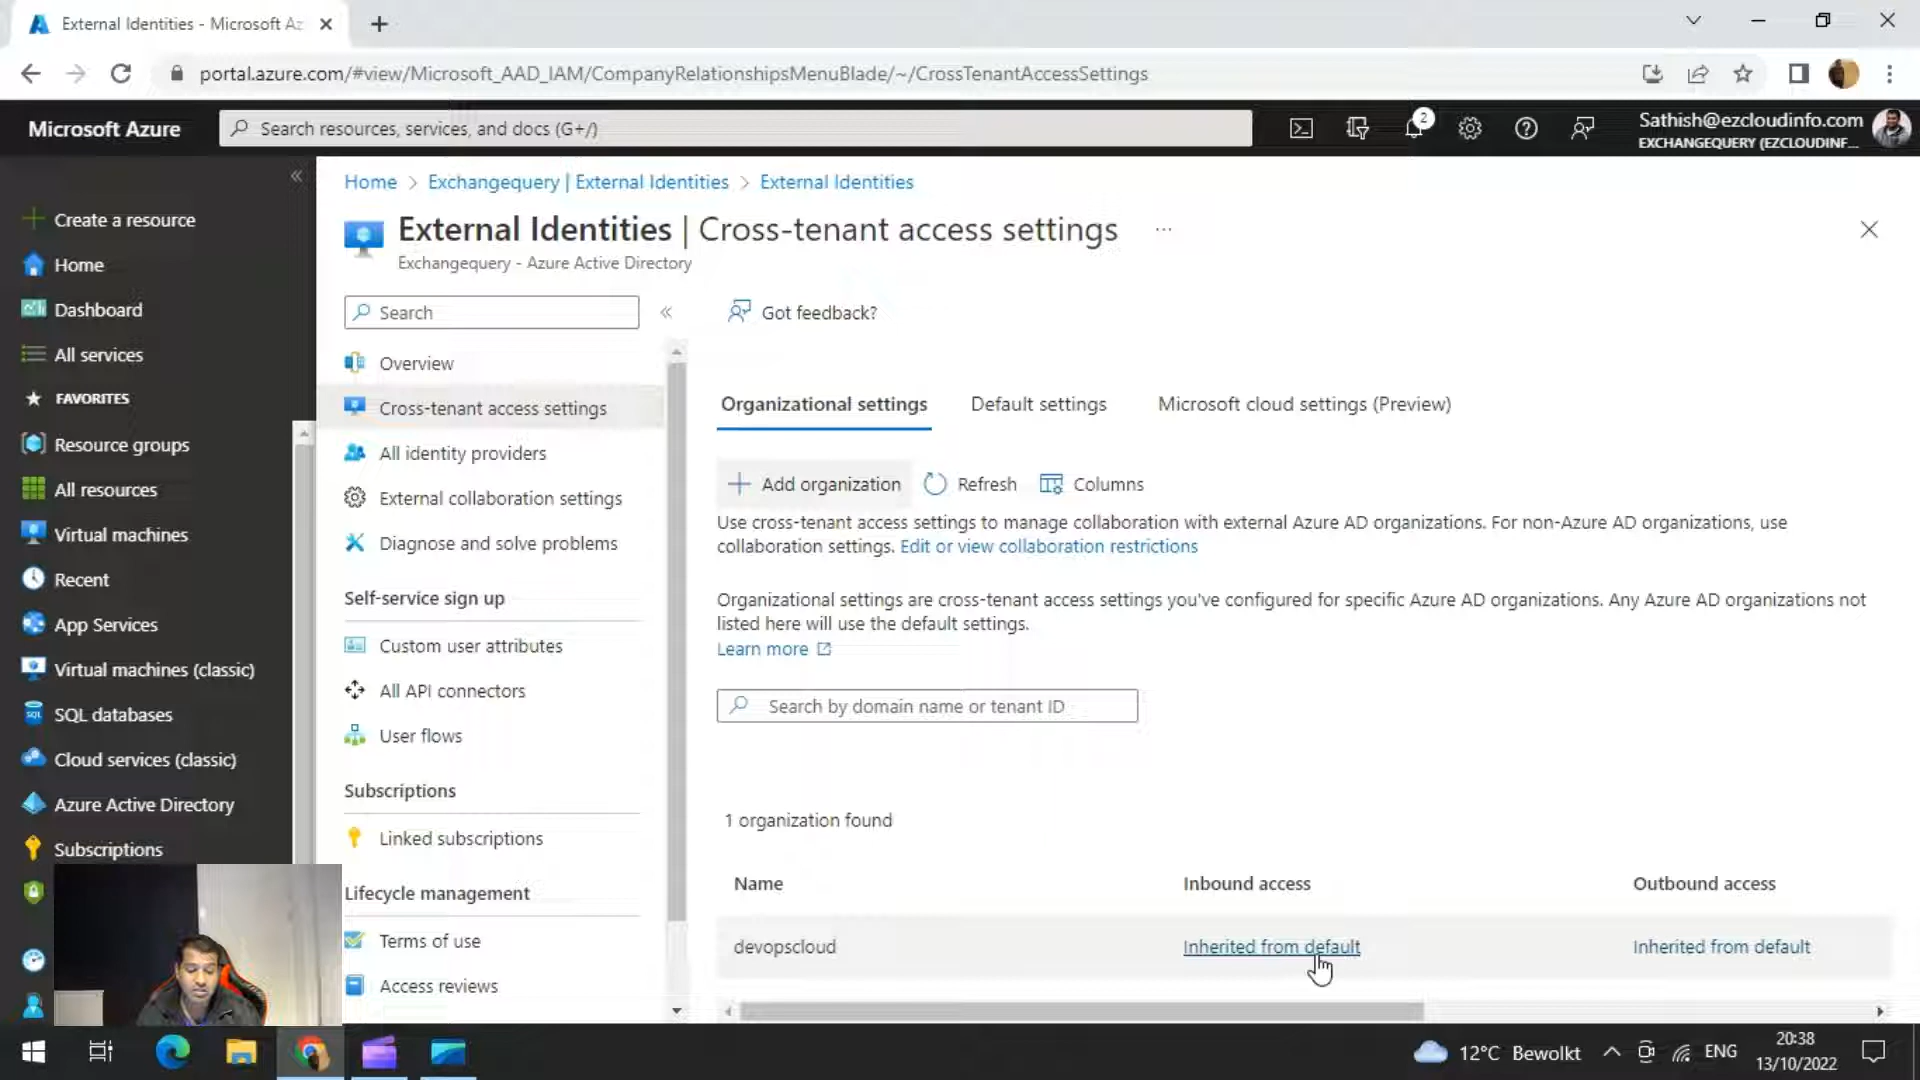 External Identities - Microsoft Az
portal.azure.com/#view/Microsoft_AAD_IAM/CompanyRelationshipsMenuBlade/~/CrossTenantAccessSettings
Microsoft Azure
Search resources, services, and docs (G+/)
2
Sathish@ezcloudinfo.com
EXCHANGEQUERY (EZCLOUDINF...
Create a resource
Home
Dashboard
All services
FAVORITES
Resource groups
All resources
Virtual machines
Recent
App Services
Virtual machines (classic)
SQL databases
Cloud services (classic)
Azure Active Directory
Subscriptions
Home > Exchangequery | External Identities > External Identities
External Identities | Cross-tenant access settings ...
Exchangequery - Azure Active Directory
Search
Overview
Cross-tenant access settings
All identity providers
External collaboration settings
Diagnose and solve problems
Self-service sign up
Custom user attributes
All API connectors
User flows
Subscriptions
Linked subscriptions
Lifecycle management
Terms of use
Access reviews
Got feedback?
Organizational settings Default settings Microsoft cloud settings (Preview)
Add organization Refresh Columns
Use cross-tenant access settings to manage collaboration with external Azure AD organizations. For non-Azure AD organizations, use
collaboration settings. Edit or view collaboration restrictions
Organizational settings are cross-tenant access settings you've configured for specific Azure AD organizations. Any Azure AD organizations not
listed here will use the default settings.
Learn more
Search by domain name or tenant ID
1 organization found
Name Inbound access Outbound access
devopscloud Inherited from default Inherited from default
12°C Bewolkt
ENG
20:38
13/10/2022